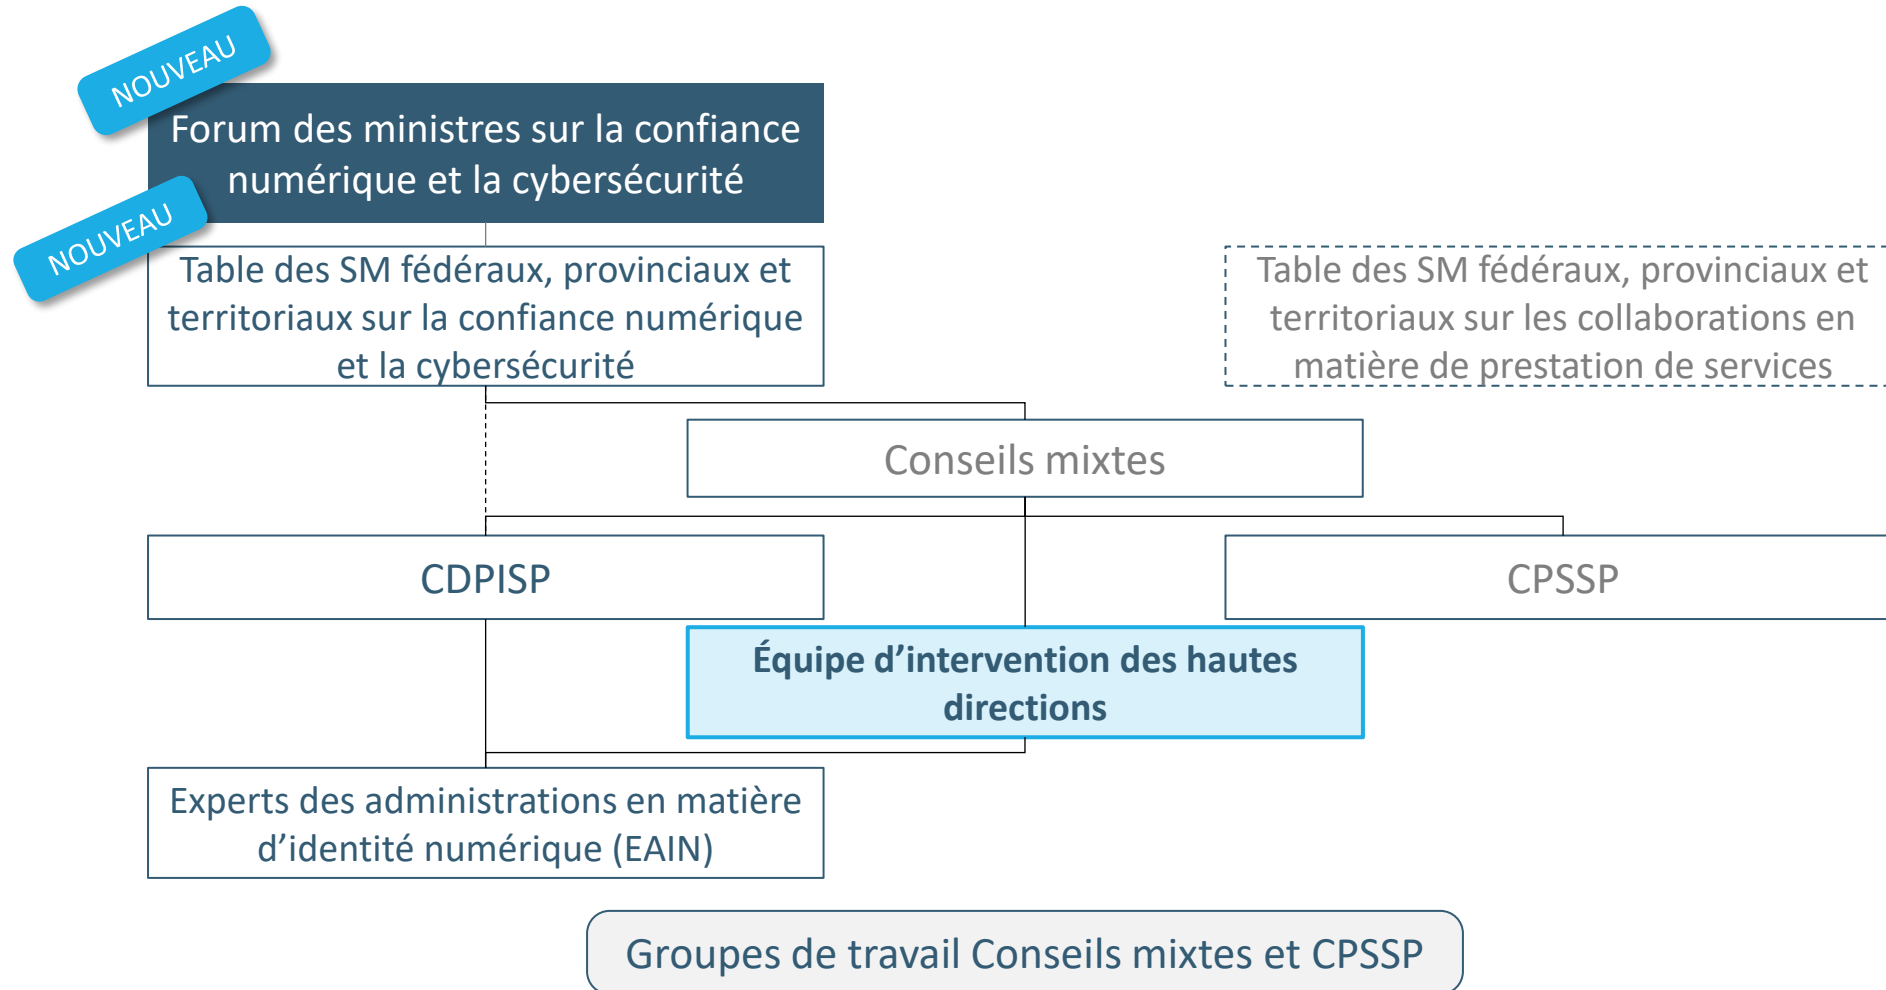 NOUVEAU
Forum des ministres sur la confiance
numérique et la cybersécurité
NOUVEAU
Table des SM fédéraux, provinciaux et
territoriaux sur la confiance numérique
et la cybersécurité
Table des SM fédéraux, provinciaux et
territoriaux sur les collaborations en
matière de prestation de services
Conseils mixtes
CDPISP
CPSSP
Équipe d’intervention des hautes
directions
Experts des administrations en matière
d’identité numérique (EAIN)
Groupes de travail Conseils mixtes et CPSSP